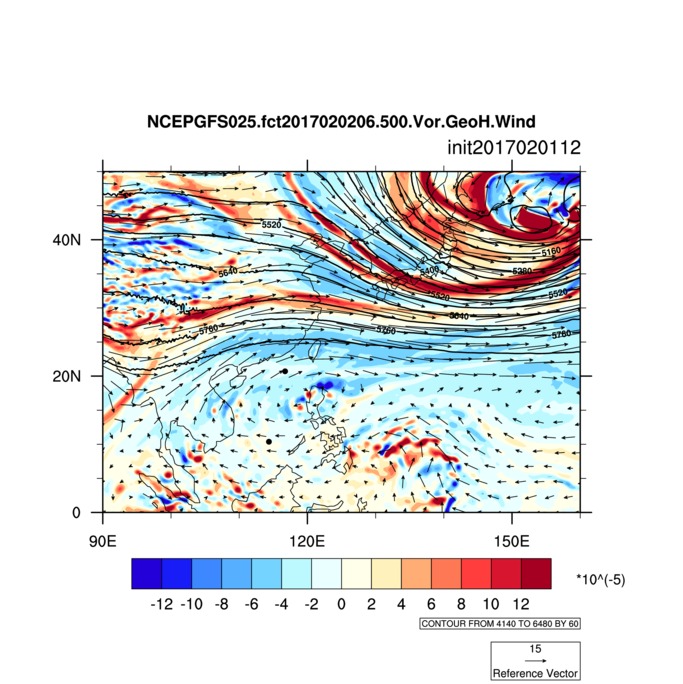 NCEPGFS025.fct2017020206.500.Vor.GeoH.Wind
init2017020112
40N
20N
0
90E 120E 150E
5520
5640
5760
5400
5520
5640
5760
5160
5280
5520
5760
-12 -10 -8 -6 -4 -2 0 2 4 6 8 10 12
*10^(-5)
CONTOUR FROM 4140 TO 6480 BY 60
15
Reference Vector